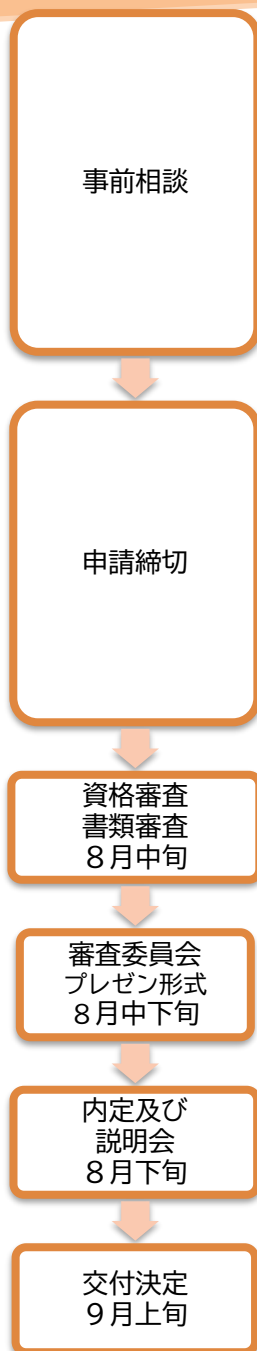 事前相談
申請締切
資格審査
書類審査
８月中旬
審査委員会
プレゼン形式
８月中下旬
内定及び
説明会
８月下旬
交付決定
９月上旬